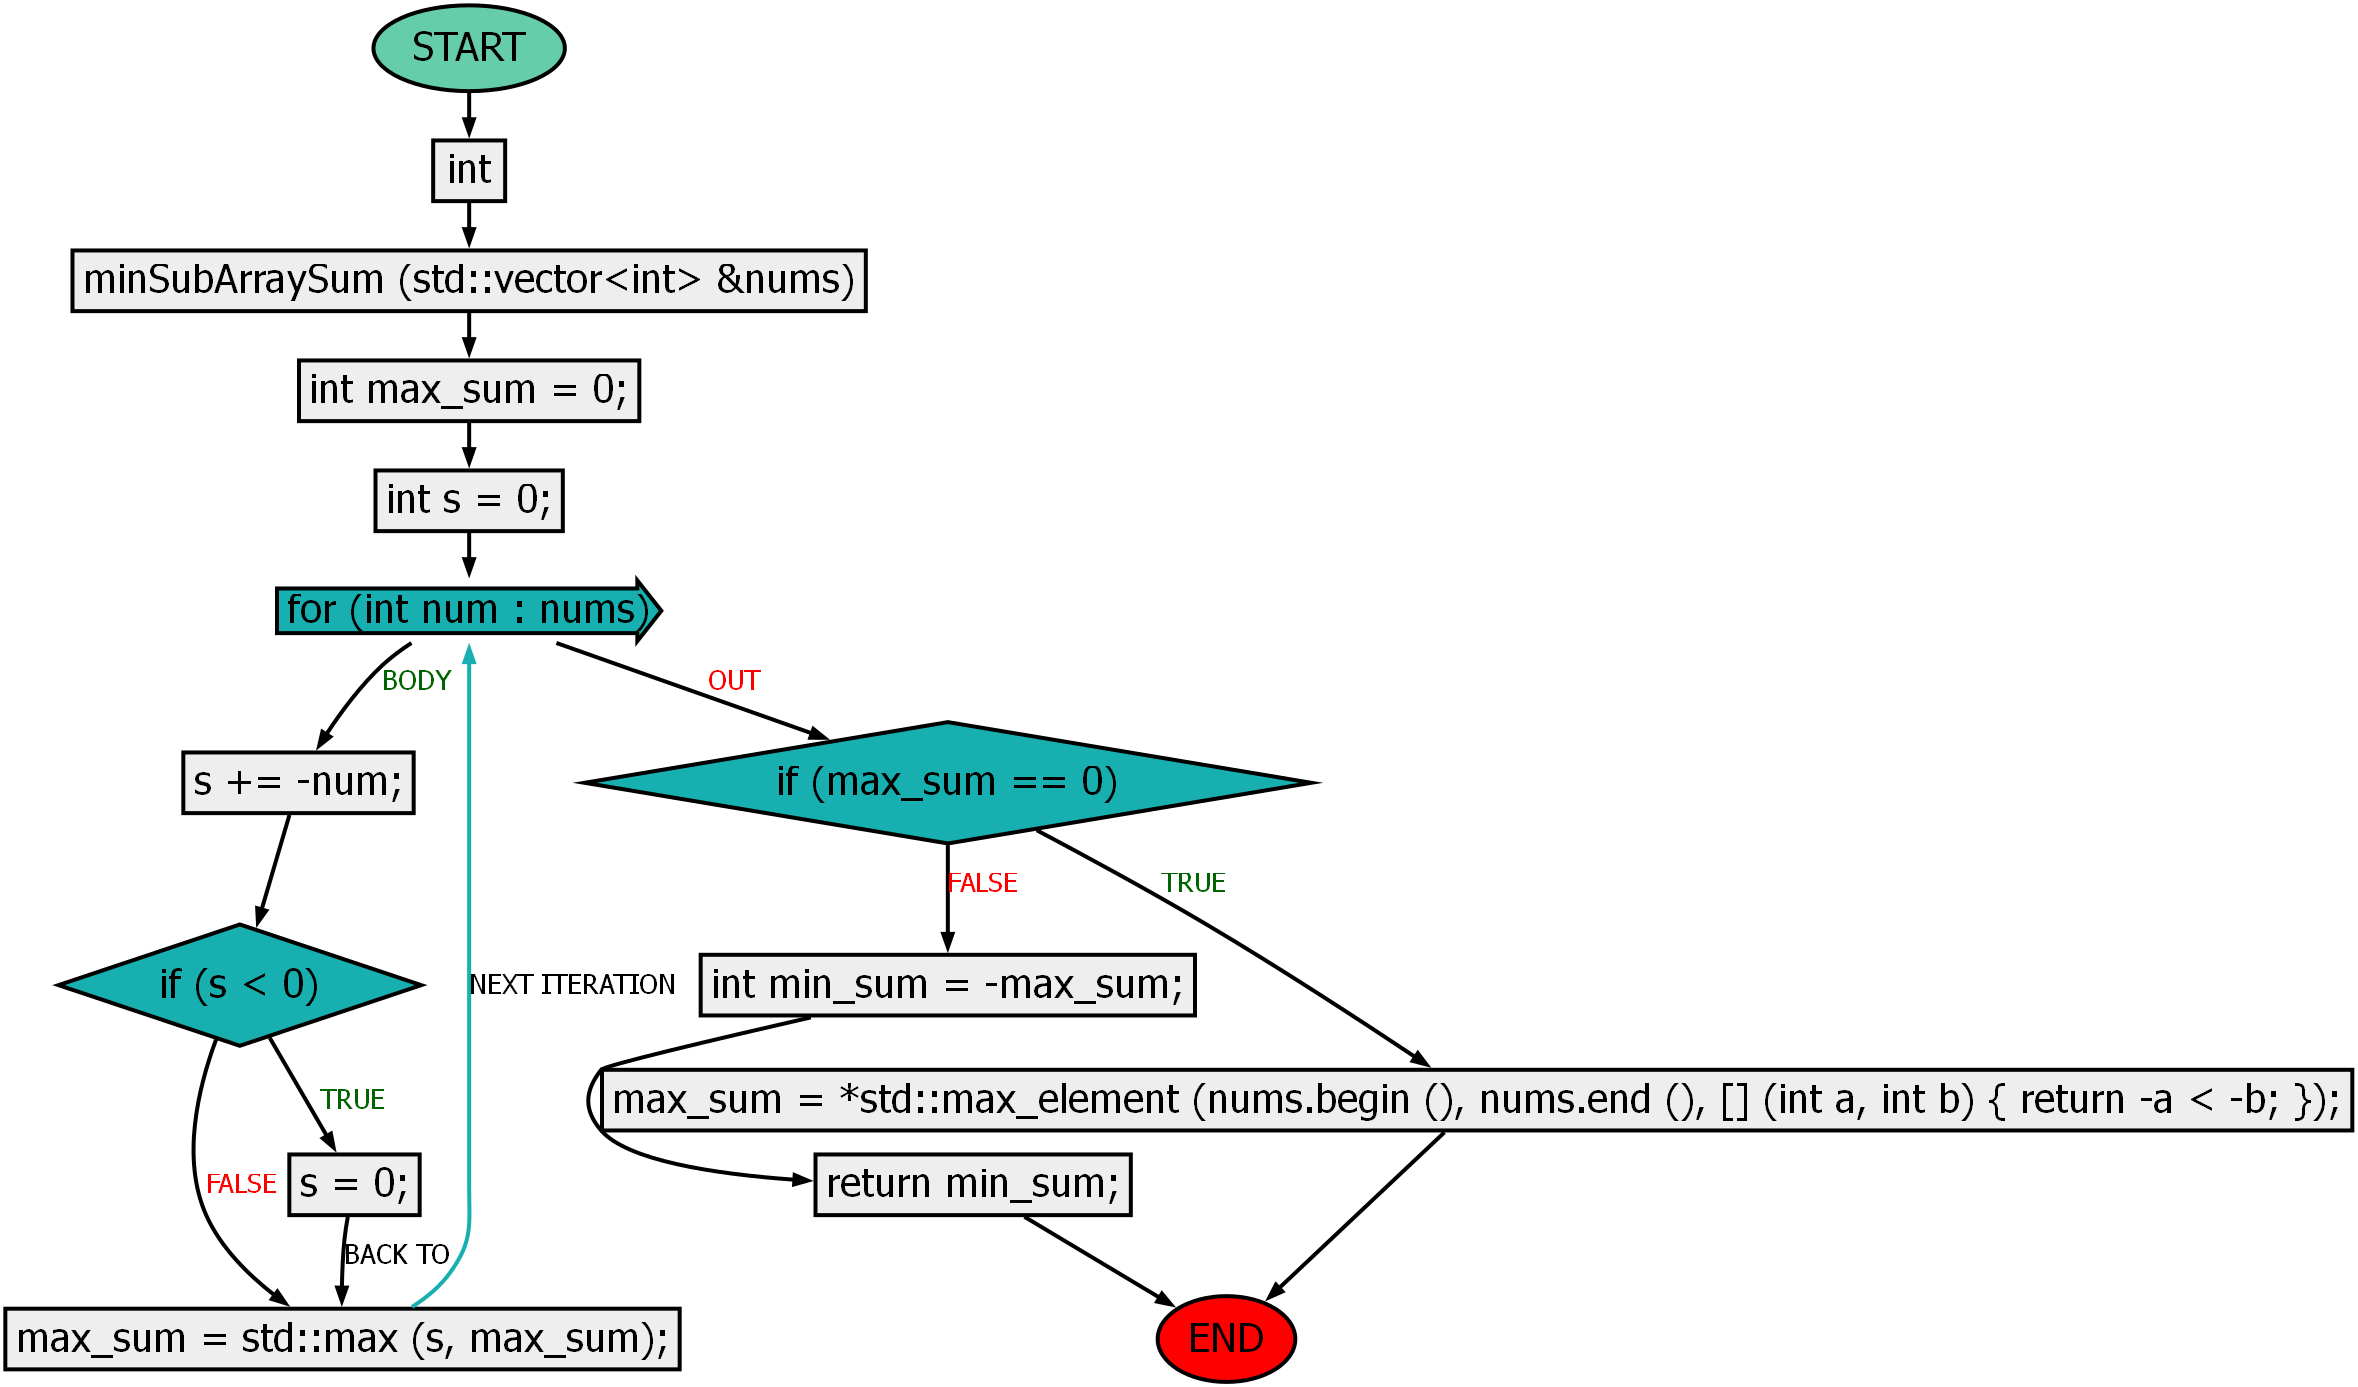 START
int
minSubArraySum (std::vector<int> &nums)
int max_sum = 0;
int s = 0;
for (int num : nums)
BODY
OUT
s += -num;
if (max_sum == 0)
FALSE
TRUE
if (s < 0)
NEXT ITERATION
int min_sum = -max_sum;
TRUE
max_sum = *std::max_element (nums.begin (), nums.end (), [] (int a, int b) { return -a < -b; });
FALSE
s = 0;
return min_sum;
BACK TO
max_sum = std::max (s, max_sum);
END